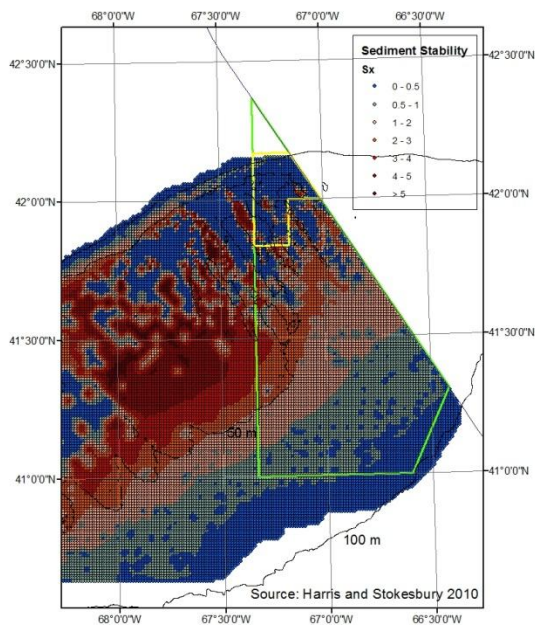 68°0'0"W 67°30'0"W 67°0'0"W 66°30'0"W
42°30'0"N
42°0'0"N
41°30'0"N
41°0'0"N
42°30'0"N
42°0'0"N
41°30'0"N
41°0'0"N
Sediment Stability
Sx
0 - 0.5
0.5 - 1
1 - 2
2 - 3
3 - 4
4 - 5
> 5
50 m
100 m
Source: Harris and Stokesbury 2010
68°0'0"W 67°30'0"W 67°0'0"W 66°30'0"W